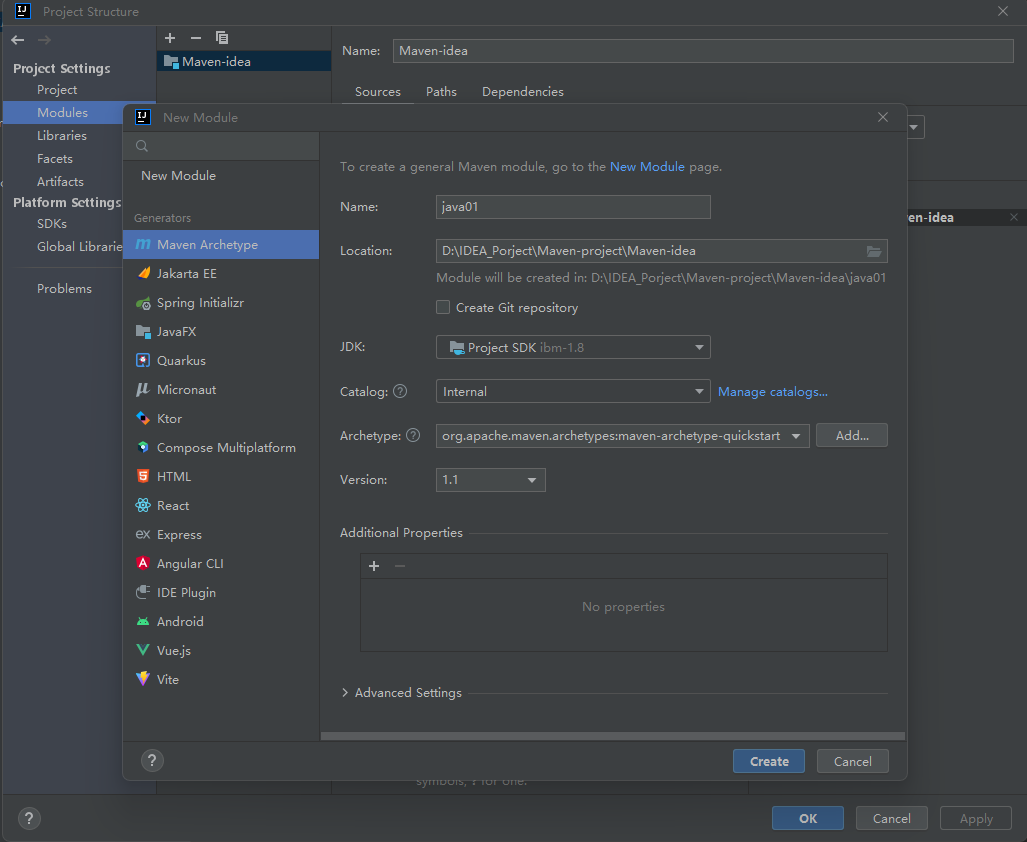 Project Structure
Project Settings
Project
Modules
Libraries
Facets
Artifacts
Platform Settings
SDKs
Global Librarie
Problems
Maven-idea
Name: Maven-idea
Sources Paths Dependencies
en-idea
New Module
New Module
Generators
Maven Archetype
Jakarta EE
Spring Initializr
JavaFX
Quarkus
Micronaut
Ktor
Compose Multiplatform
HTML
React
Express
Angular CLI
IDE Plugin
Android
Vue.js
Vite
To create a general Maven module, go to the New Module page.
Name: java01
Location: D:\IDEA_Porject\Maven-project\Maven-idea
Module will be created in: D:\IDEA_Porject\Maven-project\Maven-idea\java01
Create Git repository
JDK: Project SDK ibm-1.8
Catalog: ? Internal Manage catalogs...
Archetype: ? org.apache.maven.archetypes:maven-archetype-quickstart Add...
Version: 1.1
Additional Properties
No properties
Advanced Settings
? Create Cancel
symbols, ? for one.
? OK Cancel Apply